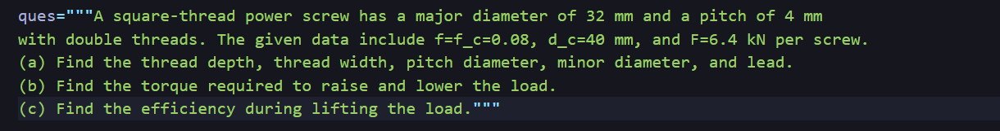 ques="""A square-thread power screw has a major diameter of 32 mm and a pitch of 4 mm
with double threads. The given data include f=f_c=0.08, d_c=40 mm, and F=6.4 kN per screw.
(a) Find the thread depth, thread width, pitch diameter, minor diameter, and lead.
(b) Find the torque required to raise and lower the load.
(c) Find the efficiency during lifting the load."""